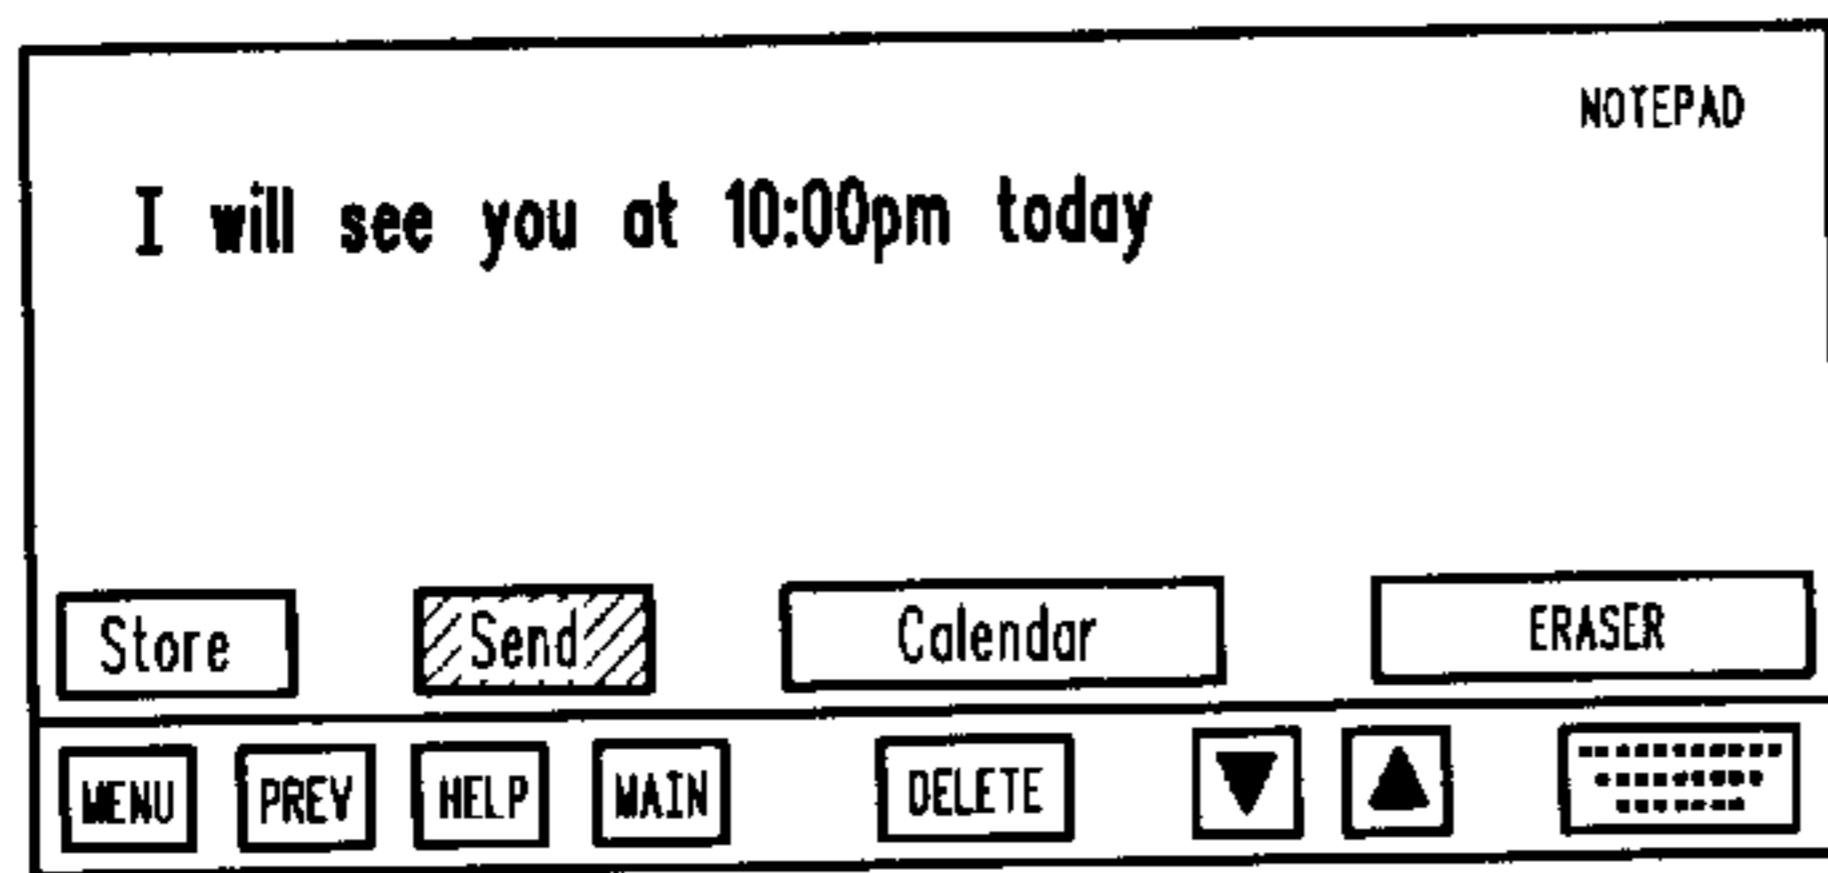 NOTEPAD
I will see you at 10:00pm today
Store Send Calendar ERASER
MENU PREV HELP MAIN DELETE